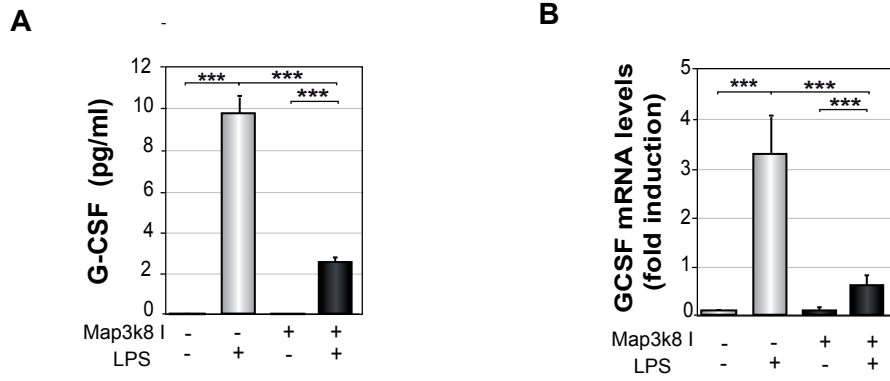 A
-
G-CSF (pg/ml)
12
10
8
6
4
2
0
*** ***
***
Map3k8 I - - + +
LPS - + - +
B
GCSF mRNA levels
(fold induction)
5
4
3
2
1
0
*** ***
***
Map3k8 I - - + +
LPS - + - +